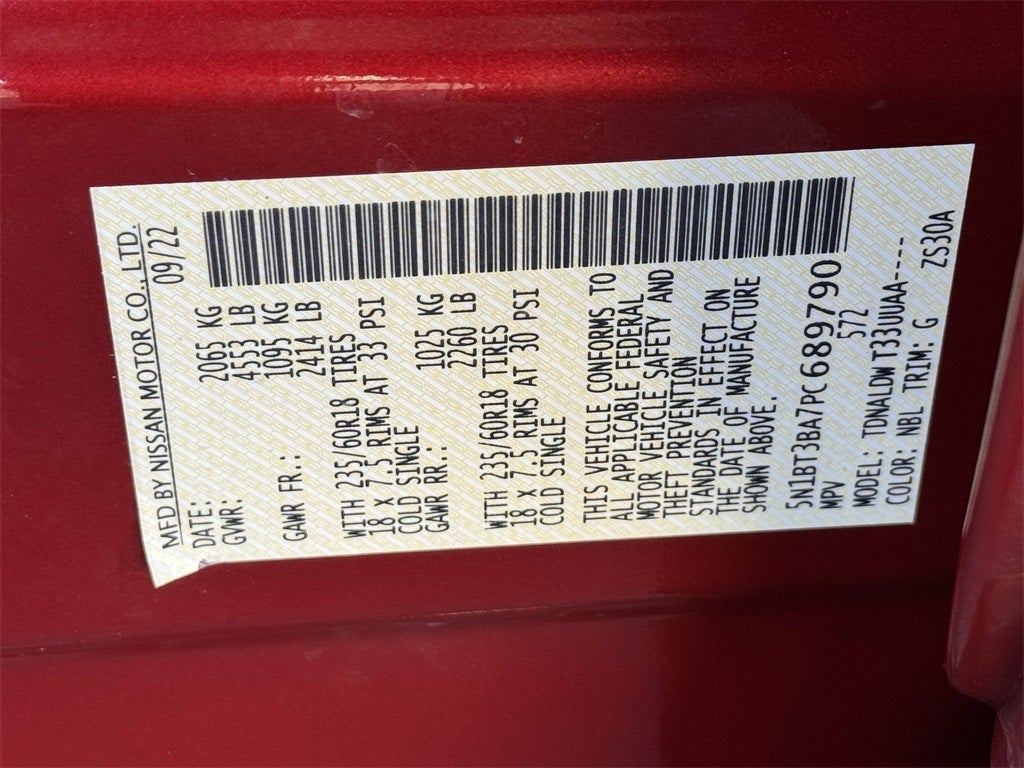 MFD BY NISSAN MOTOR CO., LTD.
DATE: 09/22
GVWR: 2065 KG
4553 LB
GAWR FR.: 1095 KG
2414 LB
WITH 235/60R18 TIRES
18 X 7.5 RIMS AT 33 PSI
COLD SINGLE
GAWR RR.: 1025 KG
2260 LB
WITH 235/60R18 TIRES
18 X 7.5 RIMS AT 30 PSI
COLD SINGLE
THIS VEHICLE CONFORMS TO
ALL APPLICABLE FEDERAL
MOTOR VEHICLE SAFETY AND
THEFT PREVENTION
STANDARDS IN EFFECT ON
THE DATE OF MANUFACTURE
SHOWN ABOVE.
5N1BT3BA7PC689790
MPV 572
MODEL: TDNALDW T33UUAA----
COLOR: NBL TRIM: G ZS30A